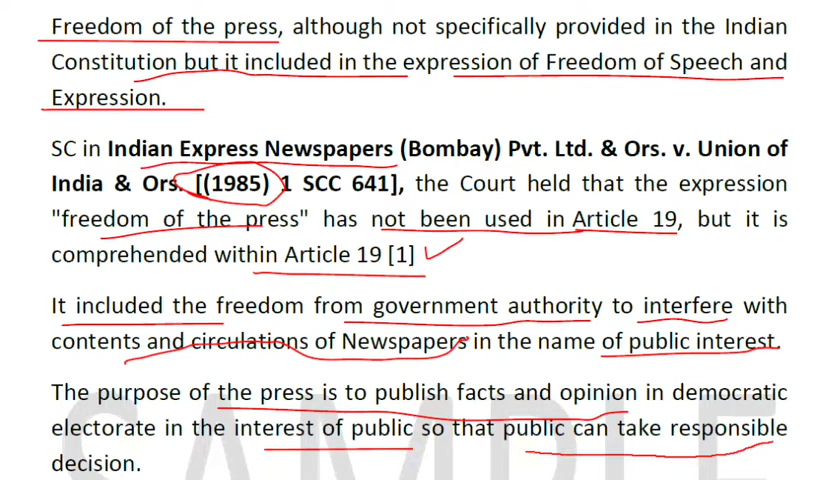 Freedom of the press, although not specifically provided in the Indian
Constitution but it included in the expression of Freedom of Speech and
Expression.
SC in Indian Express Newspapers (Bombay) Pvt. Ltd. & Ors. v. Union of
India & Ors. [(1985) 1 SCC 641], the Court held that the expression
"freedom of the press" has not been used in Article 19, but it is
comprehended within Article 19 [1]
It included the freedom from government authority to interfere with
contents and circulations of Newspapers in the name of public interest.
The purpose of the press is to publish facts and opinion in democratic
electorate in the interest of public so that public can take responsible
decision.
SAMPLE